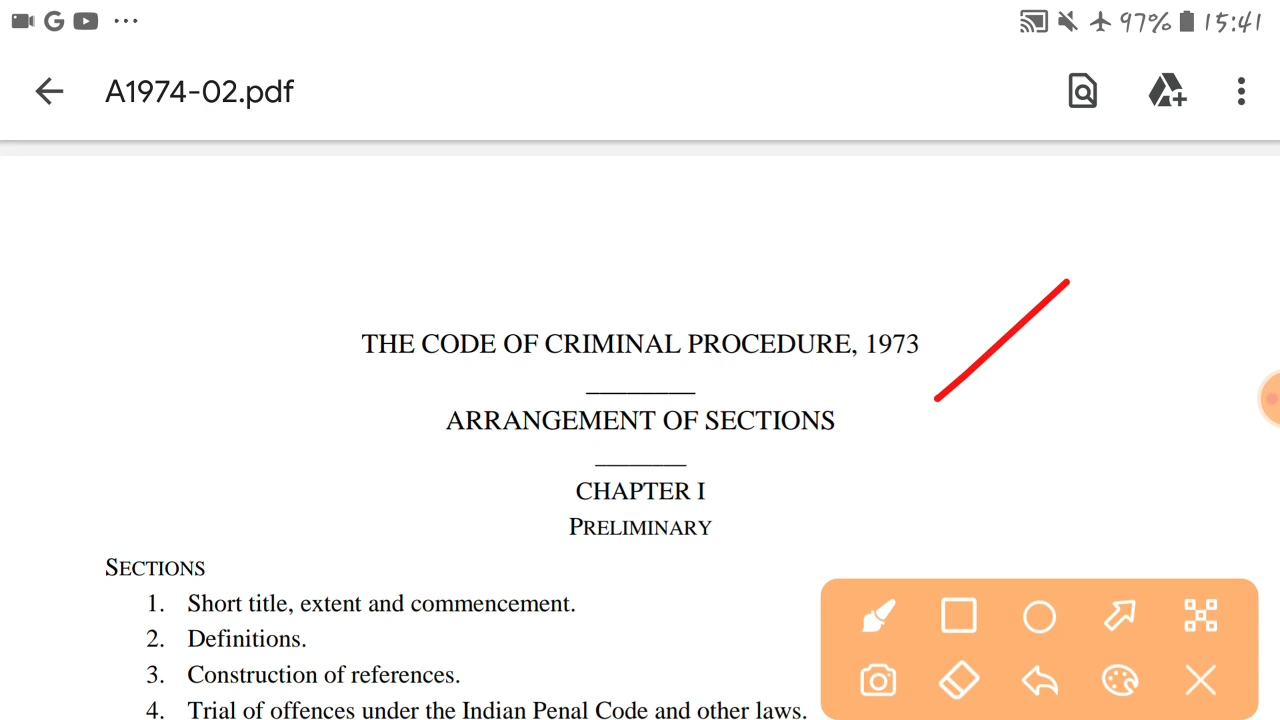 97% 15:41
A1974-02.pdf
THE CODE OF CRIMINAL PROCEDURE, 1973
ARRANGEMENT OF SECTIONS
CHAPTER I
PRELIMINARY
SECTIONS
1. Short title, extent and commencement.
2. Definitions.
3. Construction of references.
4. Trial of offences under the Indian Penal Code and other laws.